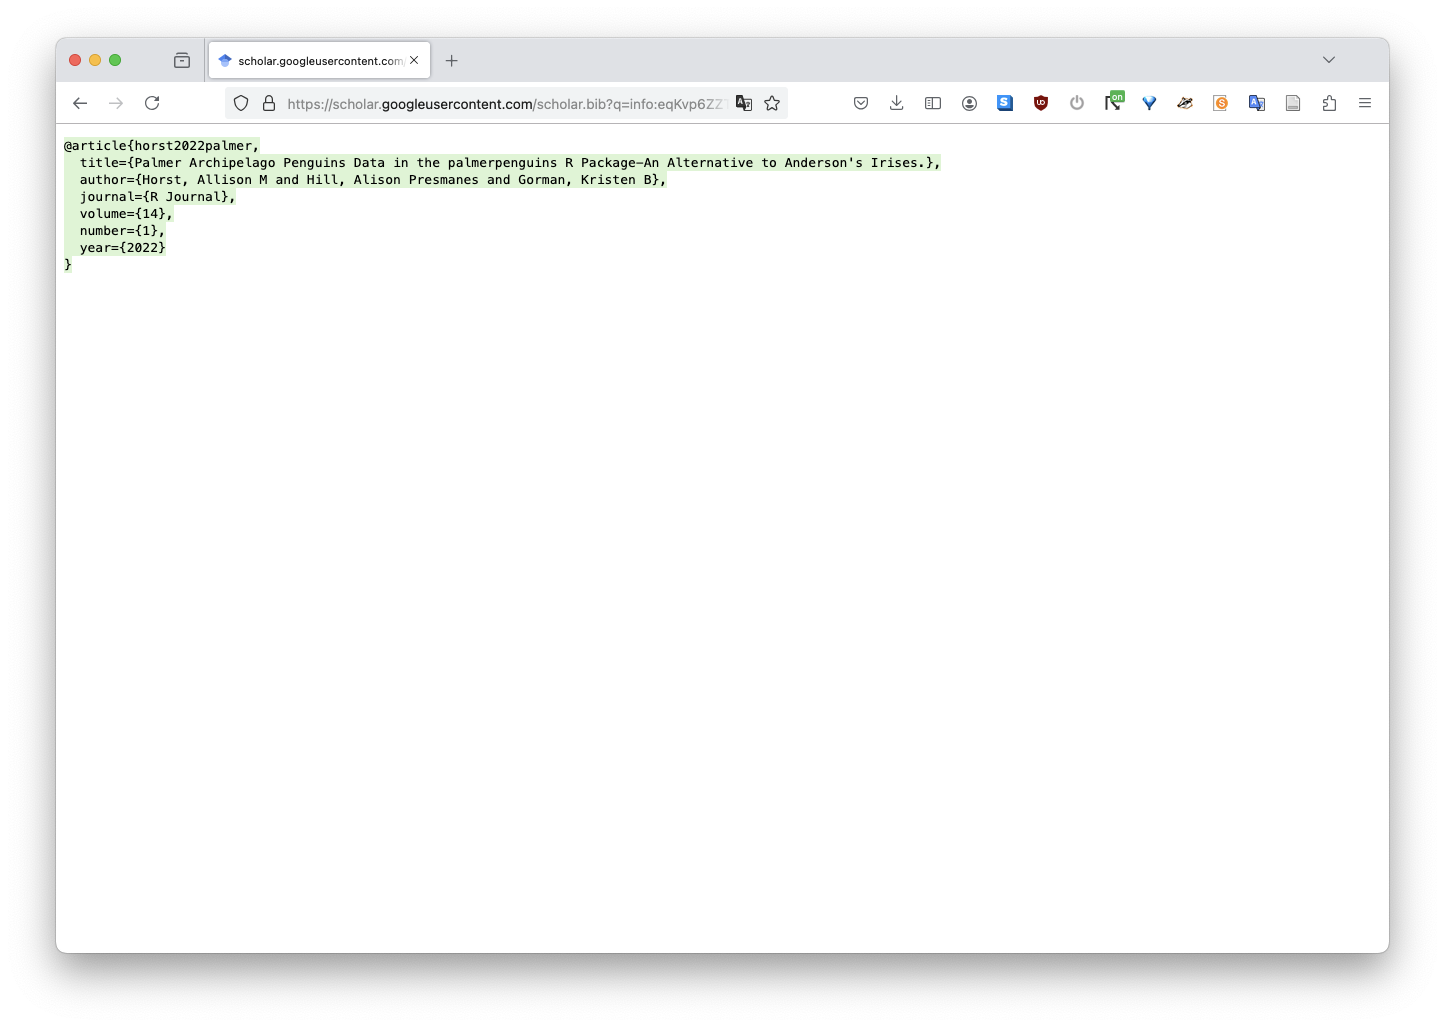 scholar.googleusercontent.com/
https://scholar.googleusercontent.com/scholar.bib?q=info:eqKvp6ZZ
on
@article{horst2022palmer,
title={Palmer Archipelago Penguins Data in the palmerpenguins R Package-An Alternative to Anderson's Irises.},
author={Horst, Allison M and Hill, Alison Presmanes and Gorman, Kristen B},
journal={R Journal},
volume={14},
number={1},
year={2022}
}